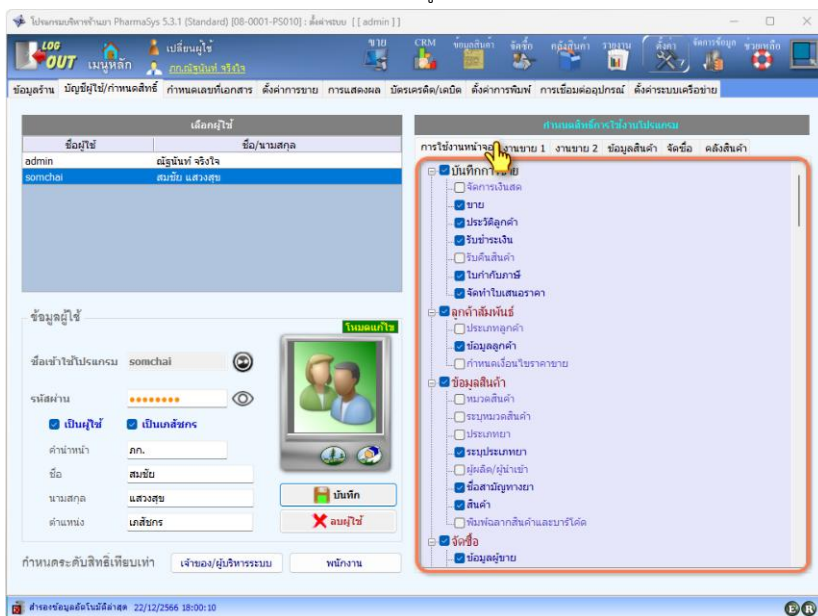 โปรแกรมบริหารร้านยา PharmaSys 5.3.1 (Standard) [08-0001-PS010] : ตั้งค่าระบบ [ [ admin ] ]
LOG OUT
เมนูหลัก
เปลี่ยนผู้ใช้
ภก.ณัฐนันท์ จริงใจ
ขาย
CRM
ข้อมูลสินค้า
จัดซื้อ
คลังสินค้า
รายงาน
ตั้งค่า
จัดการข้อมูล
ช่วยเหลือ
ข้อมูลร้าน บัญชีผู้ใช้/กำหนดสิทธิ์ กำหนดเลขที่เอกสาร ตั้งค่าการขาย การแสดงผล บัตรเครดิต/เดบิต ตั้งค่าการพิมพ์ การเชื่อมต่ออุปกรณ์ ตั้งค่าระบบเครือข่าย
เลือกผู้ใช้
ชื่อผู้ใช้ ชื่อ/นามสกุล
admin ณัฐนันท์ จริงใจ
somchai สมชัย แสวงสุข
ข้อมูลผู้ใช้
โหมดแก้ไข
ชื่อเข้าใช้โปรแกรม somchai
รหัสผ่าน
เป็นผู้ใช้ เป็นเภสัชกร
คำนำหน้า ภก.
ชื่อ สมชัย
นามสกุล แสวงสุข
ตำแหน่ง เภสัชกร
บันทึก
ลบผู้ใช้
กำหนดระดับสิทธิ์เทียบเท่า เจ้าของ/ผู้บริหารระบบ พนักงาน
กำหนดสิทธิ์การใช้งานโปรแกรม
การใช้งานหน้าจอ งานขาย 1 งานขาย 2 ข้อมูลสินค้า จัดซื้อ คลังสินค้า
บันทึกการขาย
จัดการเงินสด
ขาย
ประวัติลูกค้า
รับชำระเงิน
รับคืนสินค้า
ใบกำกับภาษี
จัดทำใบเสนอราคา
ลูกค้าสัมพันธ์
ประเภทลูกค้า
ข้อมูลลูกค้า
กำหนดเงื่อนไขราคาขาย
ข้อมูลสินค้า
หมวดสินค้า
ระบุหมวดสินค้า
ประเภทยา
ระบุประเภทยา
ผู้ผลิต/ผู้นำเข้า
ชื่อสามัญทางยา
สินค้า
พิมพ์ฉลากสินค้าและบาร์โค้ด
จัดซื้อ
ข้อมูลผู้ขาย
สำรองข้อมูลอัตโนมัติล่าสุด 22/12/2566 18:00:10
E R